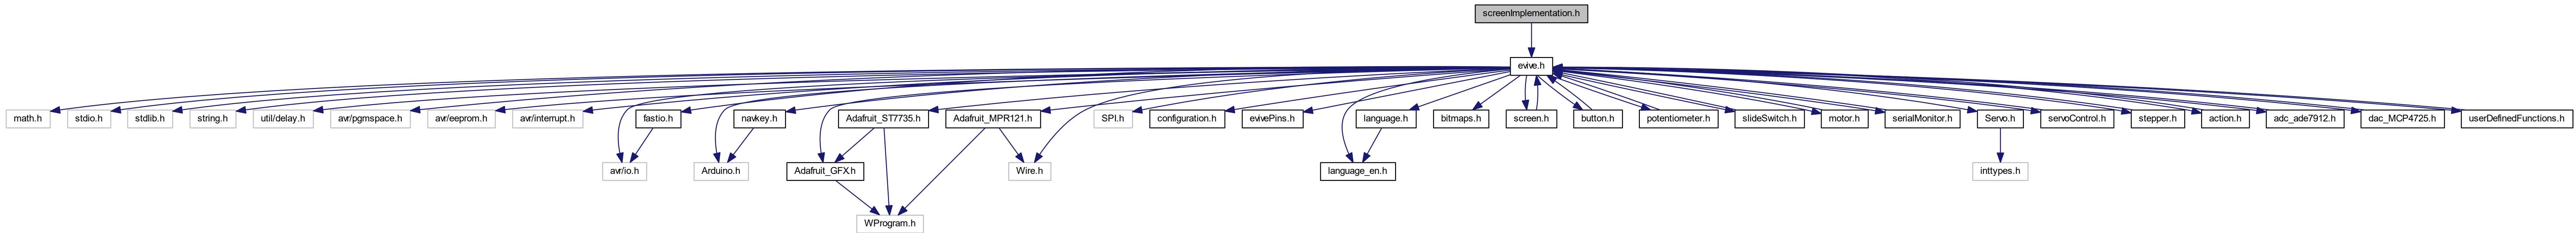 screenImplementation.h
evive.h
math.h
stdio.h
stdlib.h
string.h
util/delay.h
avr/pgmspace.h
avr/eeprom.h
avr/interrupt.h
fastio.h
navkey.h
Adafruit_ST7735.h
Adafruit_MPR121.h
SPI.h
configuration.h
evivePins.h
language.h
bitmaps.h
screen.h
button.h
potentiometer.h
slideSwitch.h
motor.h
serialMonitor.h
Servo.h
servoControl.h
stepper.h
action.h
adc_ade7912.h
dac_MCP4725.h
userDefinedFunctions.h
avr/io.h
Arduino.h
Adafruit_GFX.h
Wire.h
language_en.h
inttypes.h
WProgram.h